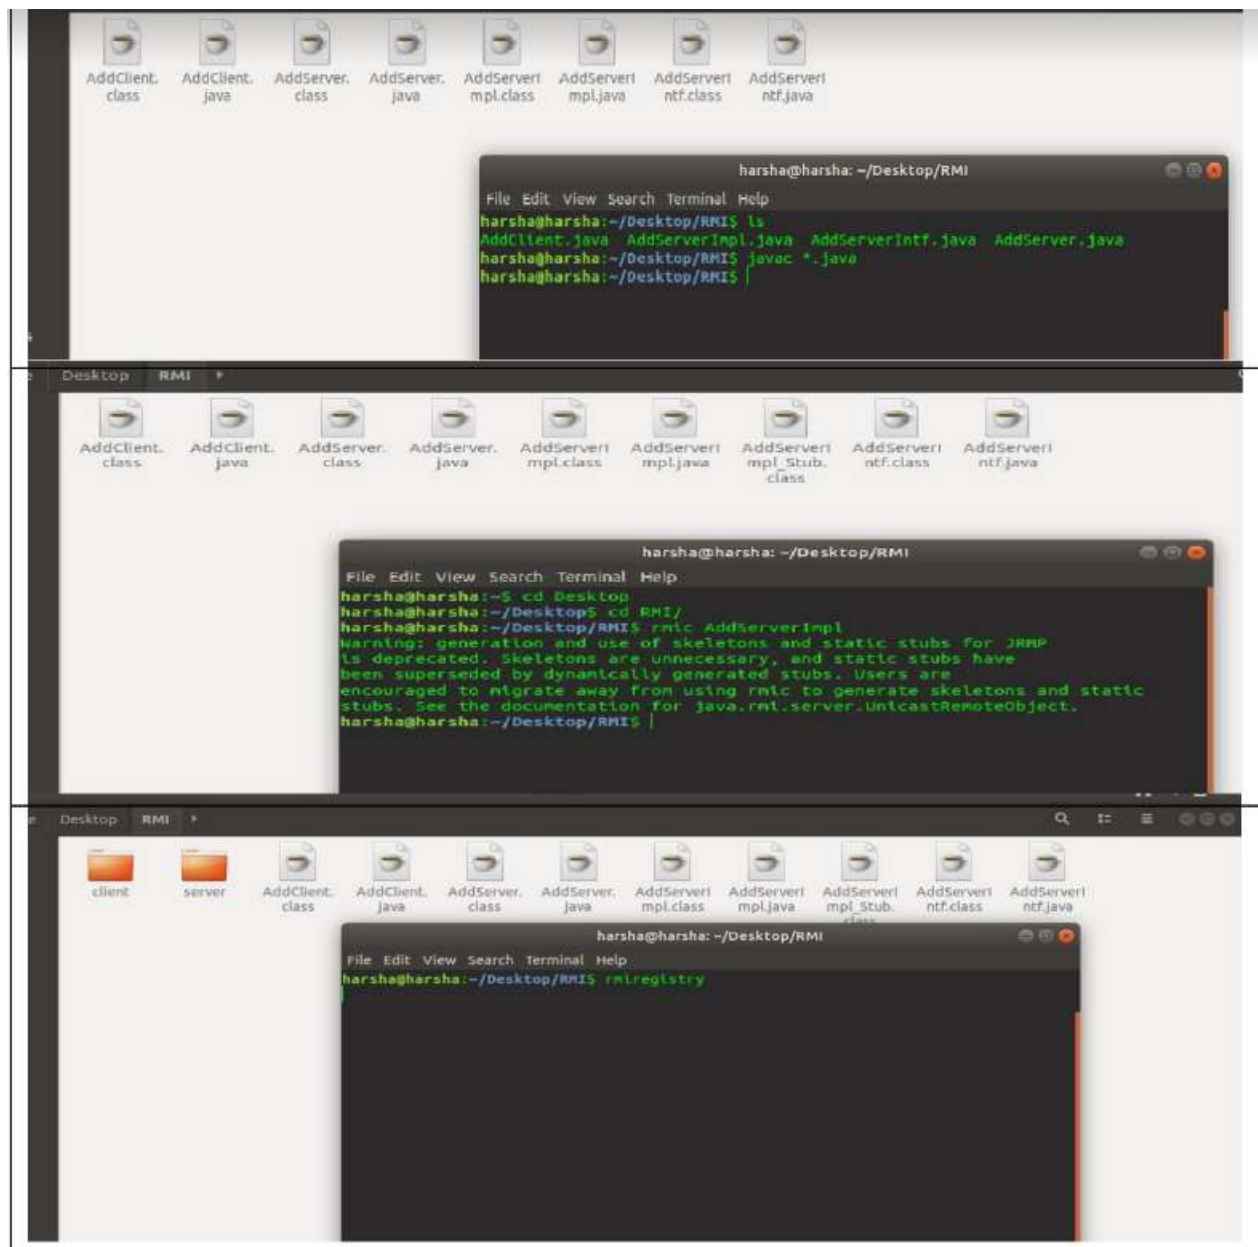 AddClient. AddClient. AddServer. AddServer. AddServerI AddServerI AddServerI AddServerI
class java class java mpl.class mpl.java ntf.class ntf.java
harsha@harsha: ~/Desktop/RMI
File Edit View Search Terminal Help
harsha@harsha:~/Desktop/RMI$ ls
AddClient.java AddServerImpl.java AddServerIntf.java AddServer.java
harsha@harsha:~/Desktop/RMI$ javac *.java
harsha@harsha:~/Desktop/RMI$
Desktop RMI
AddClient. AddClient. AddServer. AddServer. AddServerI AddServerI AddServerI AddServerI AddServerI
class java class java mpl.class mpl.java mpl_Stub. ntf.class ntf.java
class
harsha@harsha: ~/Desktop/RMI
File Edit View Search Terminal Help
harsha@harsha:~$ cd Desktop
harsha@harsha:~/Desktop$ cd RMI/
harsha@harsha:~/Desktop/RMI$ rmic AddServerImpl
Warning: generation and use of skeletons and static stubs for JRMP
is deprecated. Skeletons are unnecessary, and static stubs have
been superseded by dynamically generated stubs. Users are
encouraged to migrate away from using rmic to generate skeletons and static
stubs. See the documentation for java.rmi.server.UnicastRemoteObject.
harsha@harsha:~/Desktop/RMI$
Desktop RMI
client server AddClient. AddClient. AddServer. AddServer. AddServerI AddServerI AddServerI AddServerI AddServerI
class java class java mpl.class mpl.java mpl_Stub. ntf.class ntf.java
class
harsha@harsha: ~/Desktop/RMI
File Edit View Search Terminal Help
harsha@harsha:~/Desktop/RMI$ rmiregistry